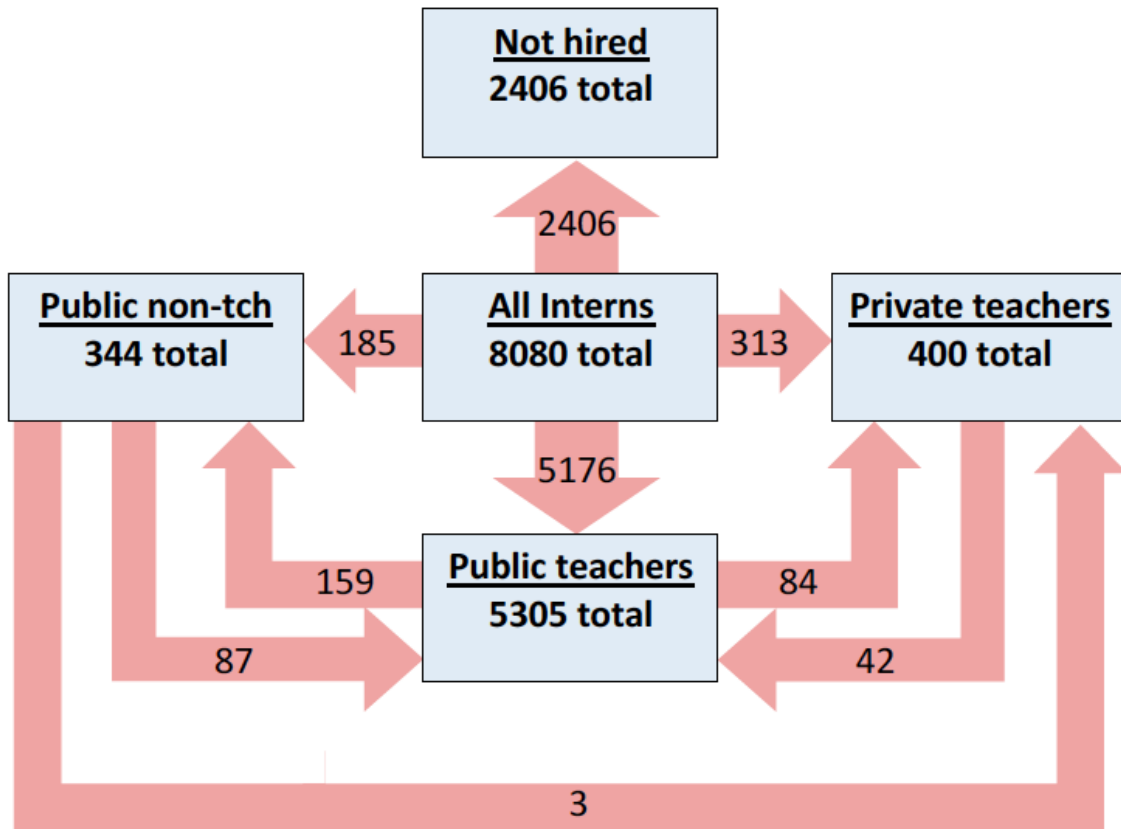 Not hired
2406 total
2406
Public non-tch
344 total
185
All Interns
8080 total
313
Private teachers
400 total
5176
159
Public teachers
5305 total
84
87
42
3